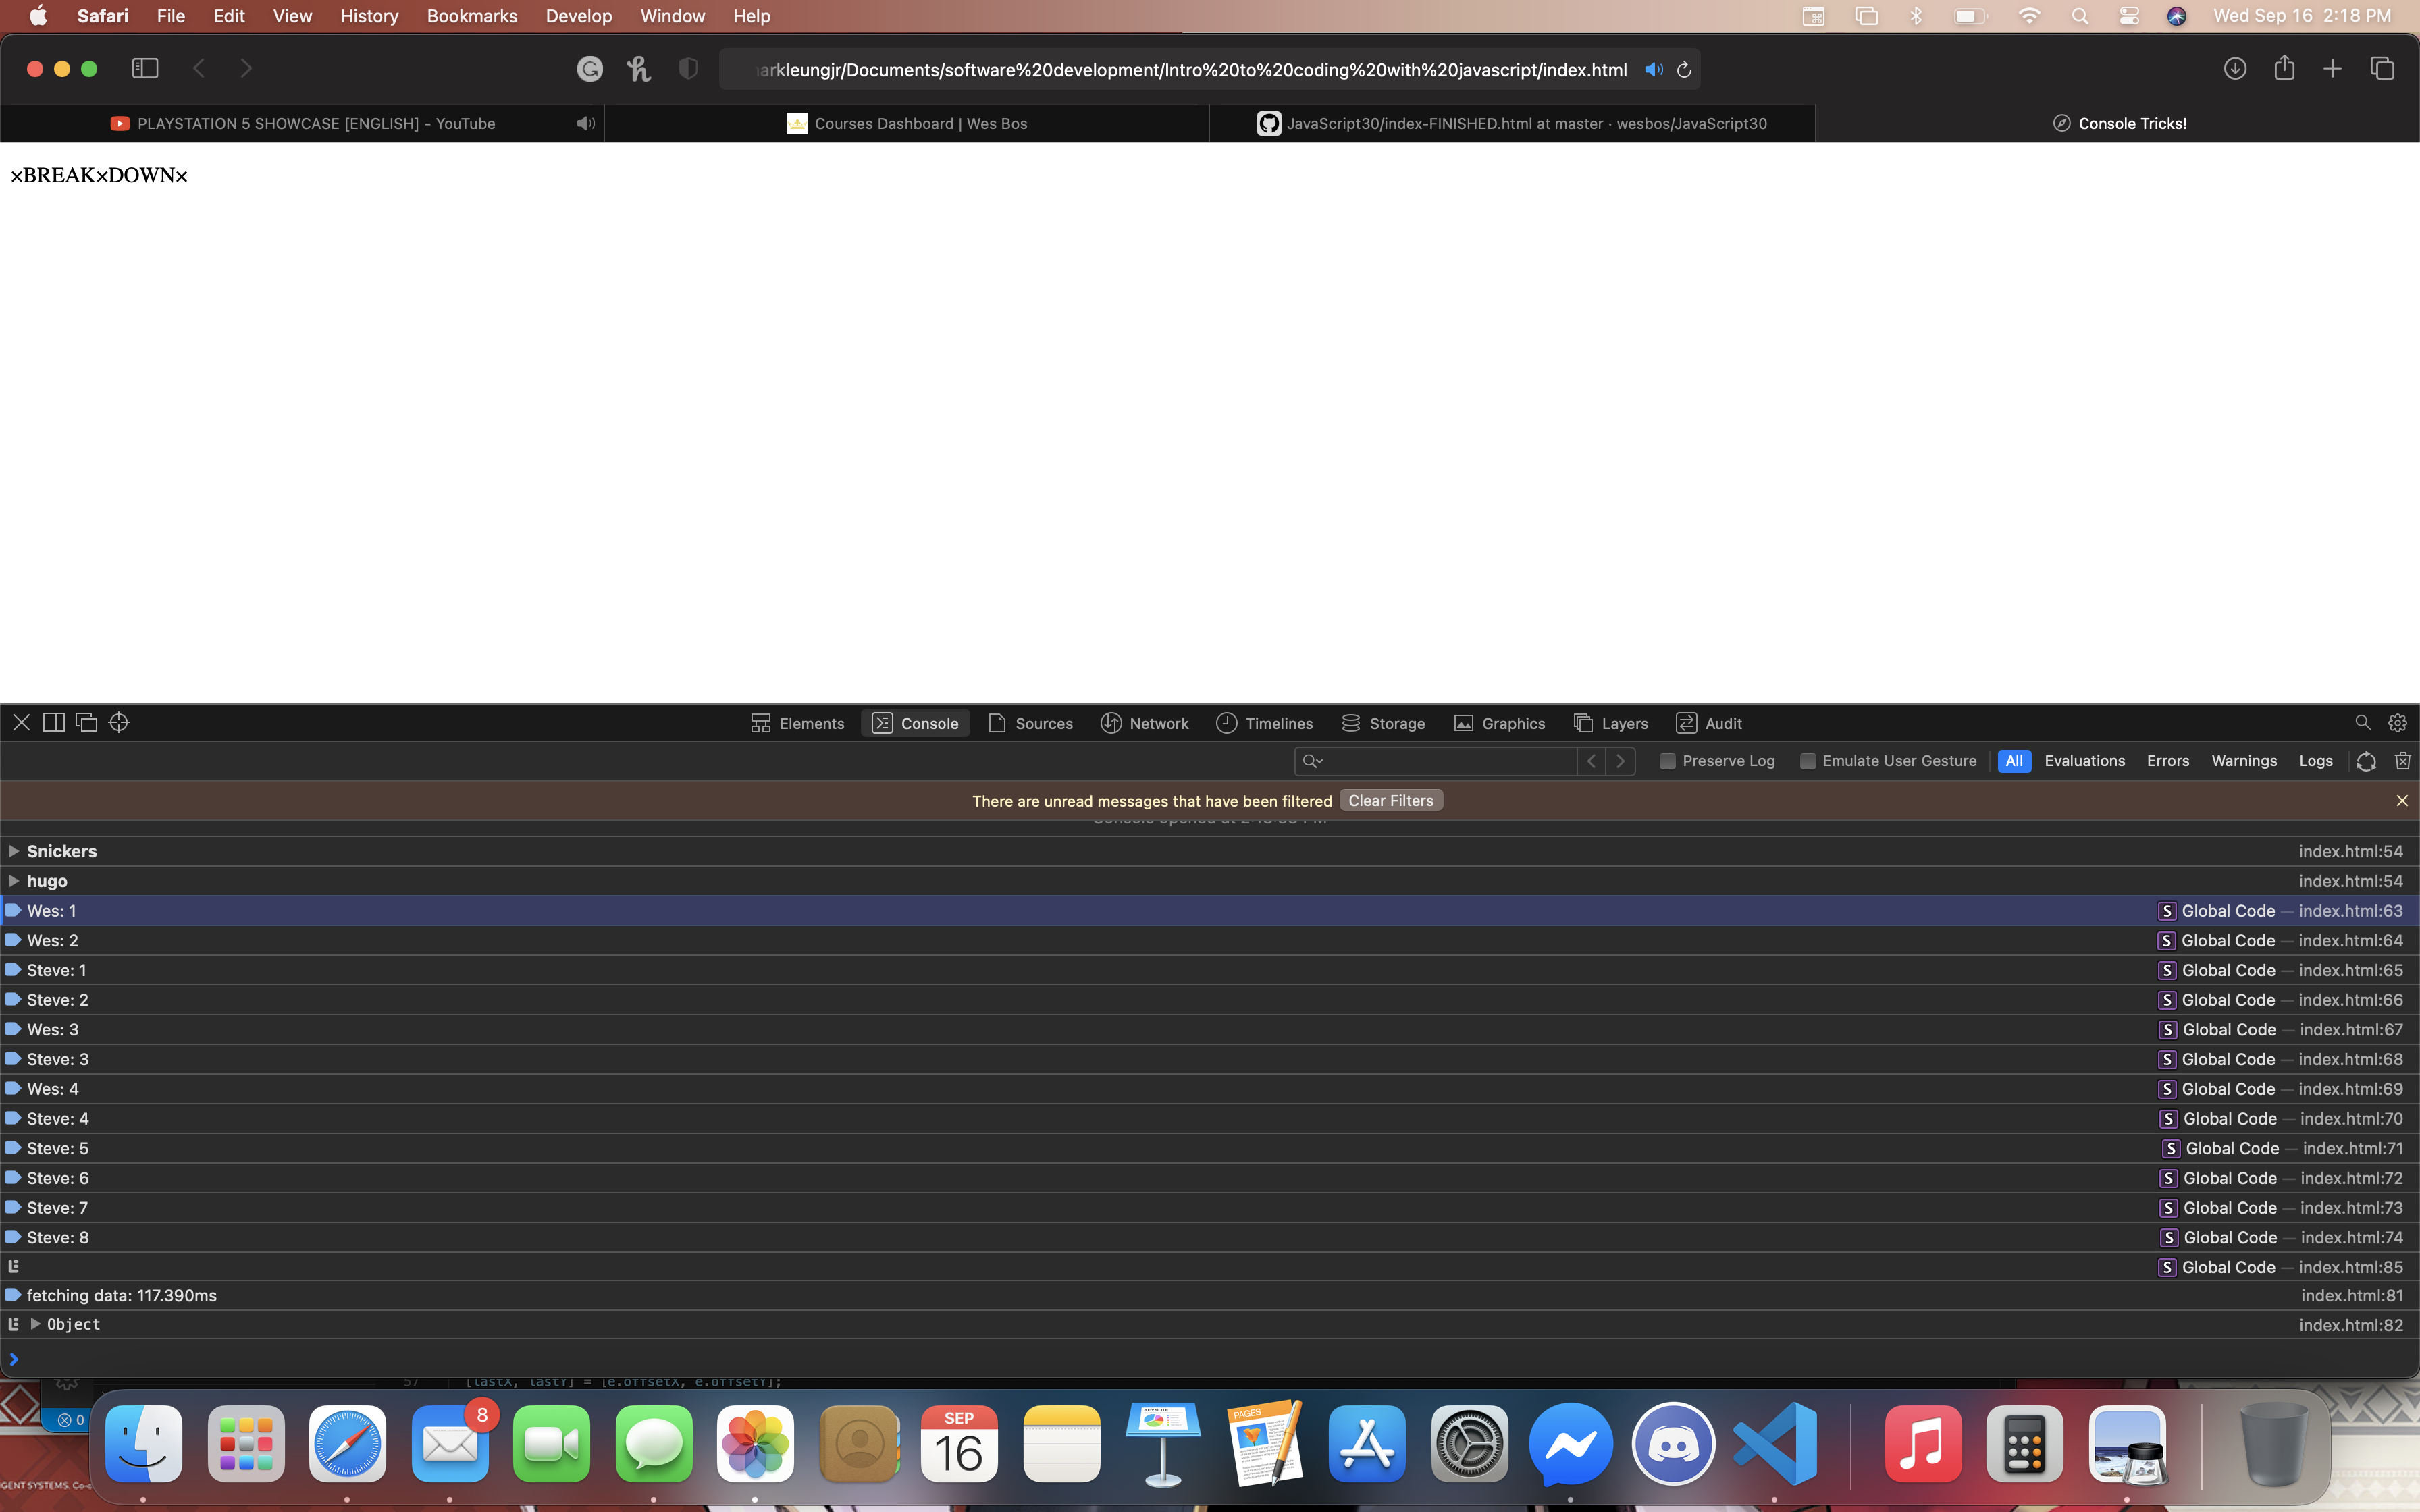 Safari File Edit View History Bookmarks Develop Window Help Wed Sep 16 2:18 PM
arkleungjr/Documents/software%20development/Intro%20to%20coding%20with%20javascript/index.html
PLAYSTATION 5 SHOWCASE [ENGLISH] - YouTube Courses Dashboard | Wes Bos JavaScript30/index-FINISHED.html at master · wesbos/JavaScript30 Console Tricks!
×BREAK×DOWN×
Elements Console Sources Network Timelines Storage Graphics Layers Audit
Preserve Log Emulate User Gesture All Evaluations Errors Warnings Logs
There are unread messages that have been filtered Clear Filters
Snickers index.html:54
hugo index.html:54
Wes: 1 S Global Code — index.html:63
Wes: 2 S Global Code — index.html:64
Steve: 1 S Global Code — index.html:65
Steve: 2 S Global Code — index.html:66
Wes: 3 S Global Code — index.html:67
Steve: 3 S Global Code — index.html:68
Wes: 4 S Global Code — index.html:69
Steve: 4 S Global Code — index.html:70
Steve: 5 S Global Code — index.html:71
Steve: 6 S Global Code — index.html:72
Steve: 7 S Global Code — index.html:73
Steve: 8 S Global Code — index.html:74
S Global Code — index.html:85
fetching data: 117.390ms index.html:81
Object index.html:82
57 [lastX, lastY] = [e.offsetX, e.offsetY];
0
8
SEP
16
PAGES
GENT SYSTEMS.